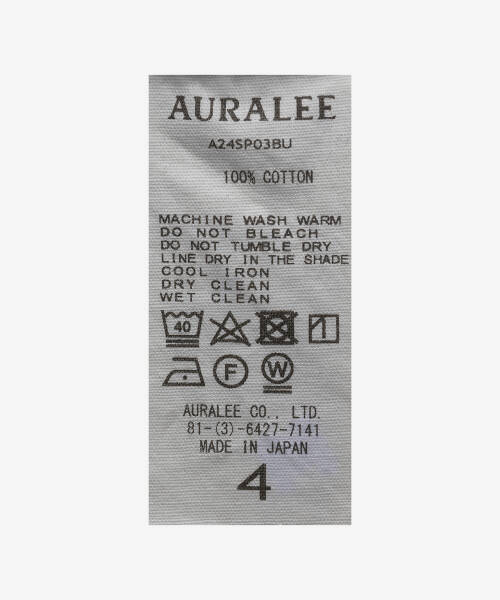 AURALEE
A24SP03BU
100% COTTON
MACHINE WASH WARM
DO NOT BLEACH
DO NOT TUMBLE DRY
LINE DRY IN THE SHADE
COOL IRON
DRY CLEAN
WET CLEAN
40
F W
AURALEE CO., LTD.
81-(3)-6427-7141
MADE IN JAPAN
4